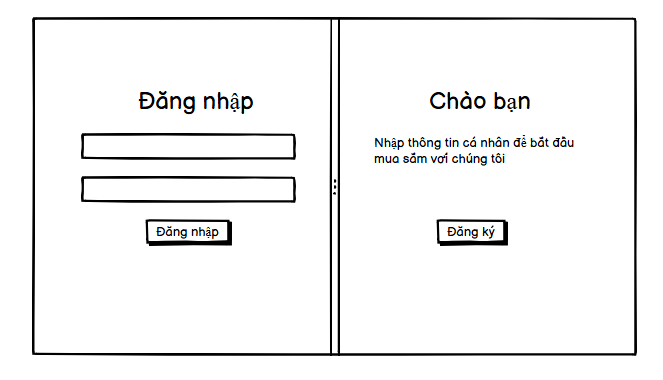 Đăng nhập
Đăng nhập
Chào bạn
Nhập thông tin cá nhân để bắt đầu
mua sắm với chúng tôi
Đăng ký